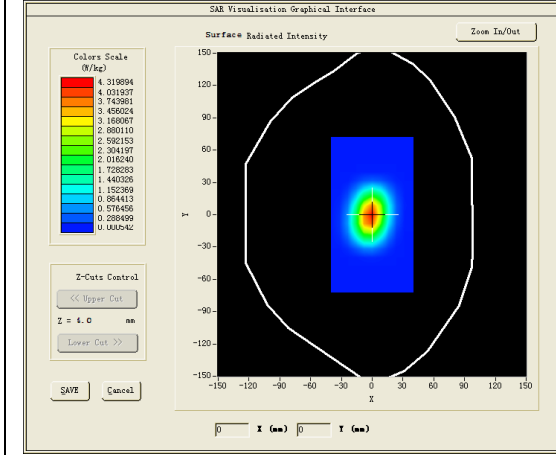 SAR Visualisation Graphical Interface
Surface Radiated Intensity
Zoom In/Out
Colors Scale
(W/kg)
4.319894
4.031937
3.743981
3.456024
3.168067
2.880110
2.592153
2.304197
2.016240
1.728283
1.440326
1.152369
0.864413
0.576456
0.288499
0.000542
150
120
90
60
30
0
-30
-60
-90
-120
-150
Y
-150 -120 -90 -60 -30 0 30 60 90 120 150
X
Z-Cuts Control
<< Upper Cut
Z = 4.0 mm
Lower Cut >>
SAVE Cancel
0 X (mm) 0 Y (mm)